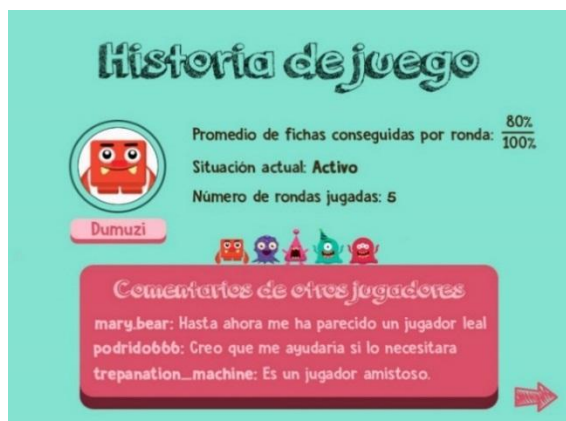 Historia de juego
Promedio de fichas conseguidas por ronda: 80%
100%
Situación actual: Activo
Número de rondas jugadas: 5
Dumuzi
Comentarios de otros jugadores
mary.bear: Hasta ahora me ha parecido un jugador leal
podrido666: Creo que me ayudaría si lo necesitara
trepanation_machine: Es un jugador amistoso.